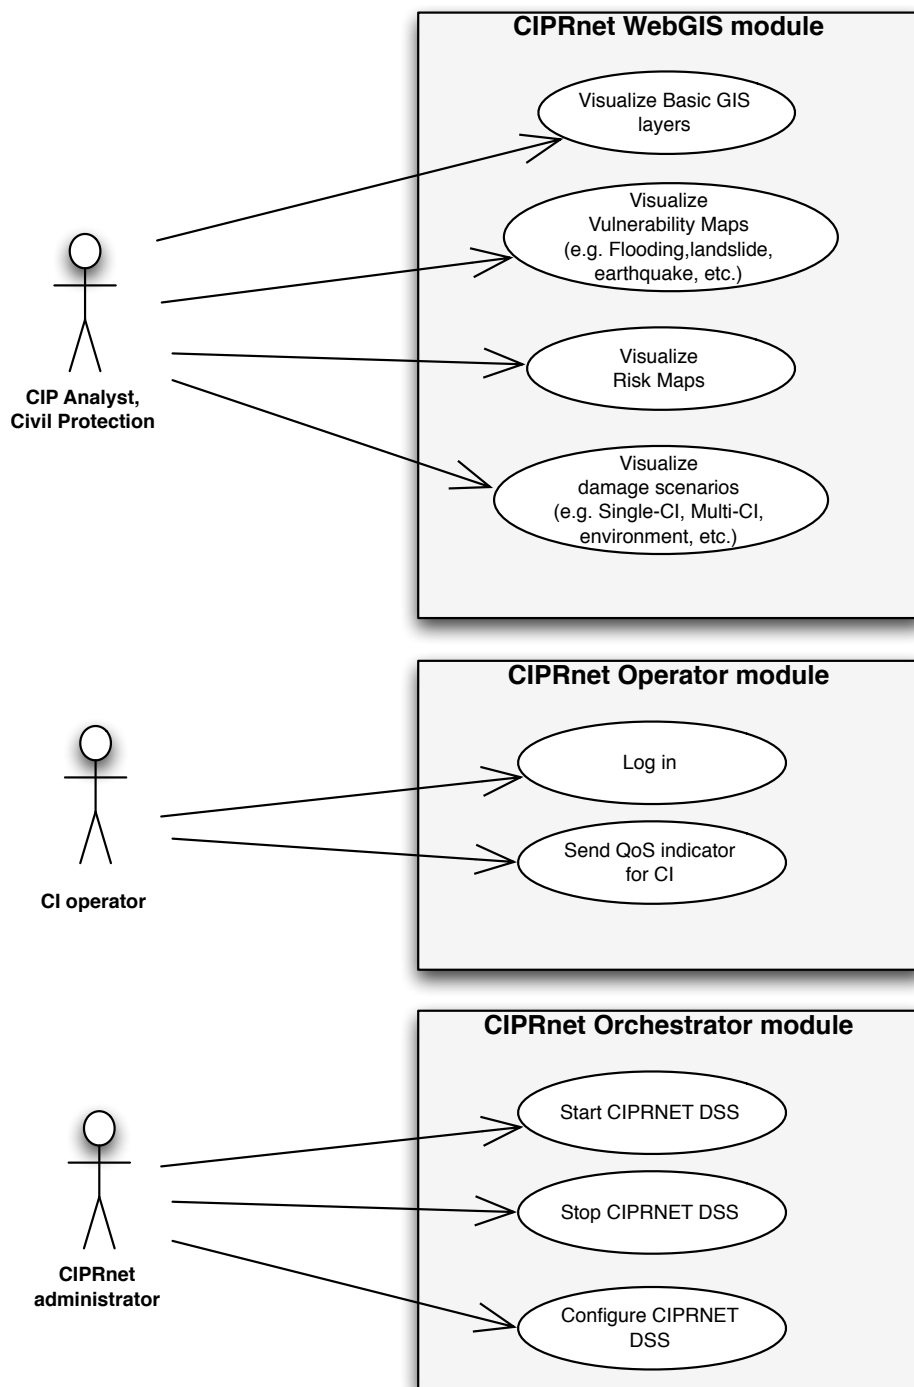 CIPRnet WebGIS module
Visualize Basic GIS
layers
Visualize
Vulnerability Maps
(e.g. Flooding,landslide,
earthquake, etc.)
Visualize
Risk Maps
CIP Analyst,
Civil Protection
Visualize
damage scenarios
(e.g. Single-CI, Multi-CI,
environment, etc.)
CIPRnet Operator module
Log in
Send QoS indicator
for CI
CI operator
CIPRnet Orchestrator module
Start CIPRNET DSS
Stop CIPRNET DSS
CIPRnet
administrator
Configure CIPRNET
DSS